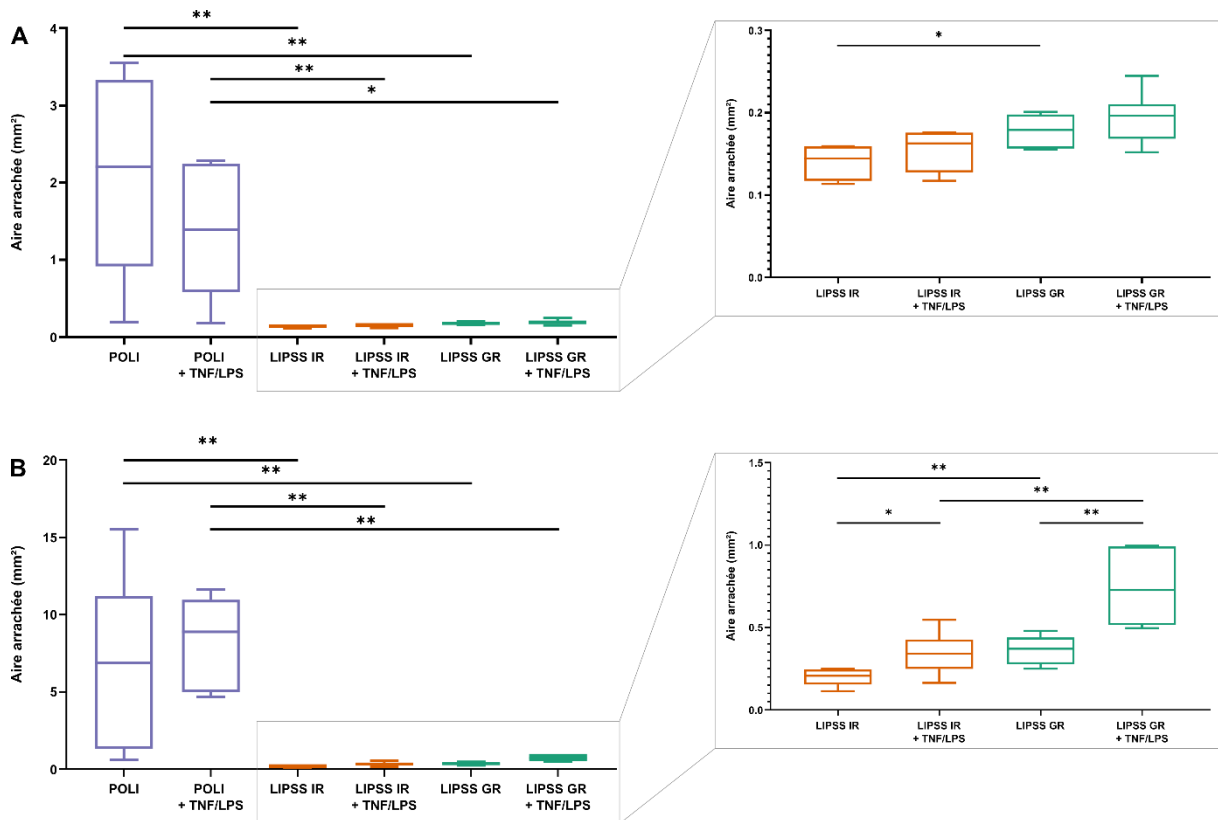 A
Aire arrachée (mm²)
4
3
2
1
0
**
**
**
*
POLI
POLI
+ TNF/LPS
LIPSS IR
LIPSS IR
+ TNF/LPS
LIPSS GR
LIPSS GR
+ TNF/LPS
Aire arrachée (mm²)
0.3
0.2
0.1
0.0
*
LIPSS IR
LIPSS IR
+ TNF/LPS
LIPSS GR
LIPSS GR
+ TNF/LPS
B
Aire arrachée (mm²)
20
15
10
5
0
**
**
**
**
POLI
POLI
+ TNF/LPS
LIPSS IR
LIPSS IR
+ TNF/LPS
LIPSS GR
LIPSS GR
+ TNF/LPS
Aire arrachée (mm²)
1.5
1.0
0.5
0.0
**
**
*
**
LIPSS IR
LIPSS IR
+ TNF/LPS
LIPSS GR
LIPSS GR
+ TNF/LPS